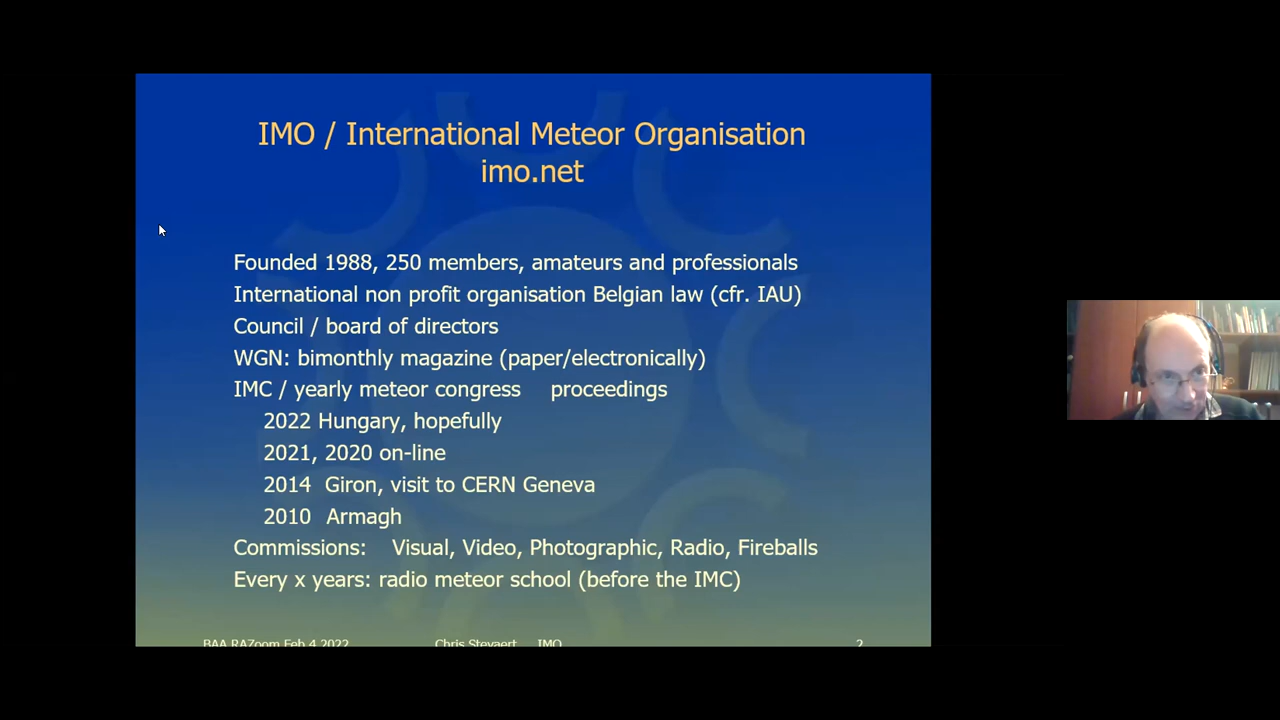 IMO / International Meteor Organisation
imo.net
Founded 1988, 250 members, amateurs and professionals
International non profit organisation Belgian law (cfr. IAU)
Council / board of directors
WGN: bimonthly magazine (paper/electronically)
IMC / yearly meteor congress proceedings
2022 Hungary, hopefully
2021, 2020 on-line
2014 Giron, visit to CERN Geneva
2010 Armagh
Commissions: Visual, Video, Photographic, Radio, Fireballs
Every x years: radio meteor school (before the IMC)
BAA RAZoom Feb 4 2022 Chris Steyaert IMO 2